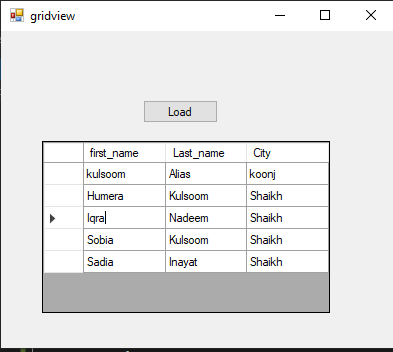 gridview
Load
first_name Last_name City
kulsoom Alias koonj
Humera Kulsoom Shaikh
Iqra Nadeem Shaikh
Sobia Kulsoom Shaikh
Sadia Inayat Shaikh